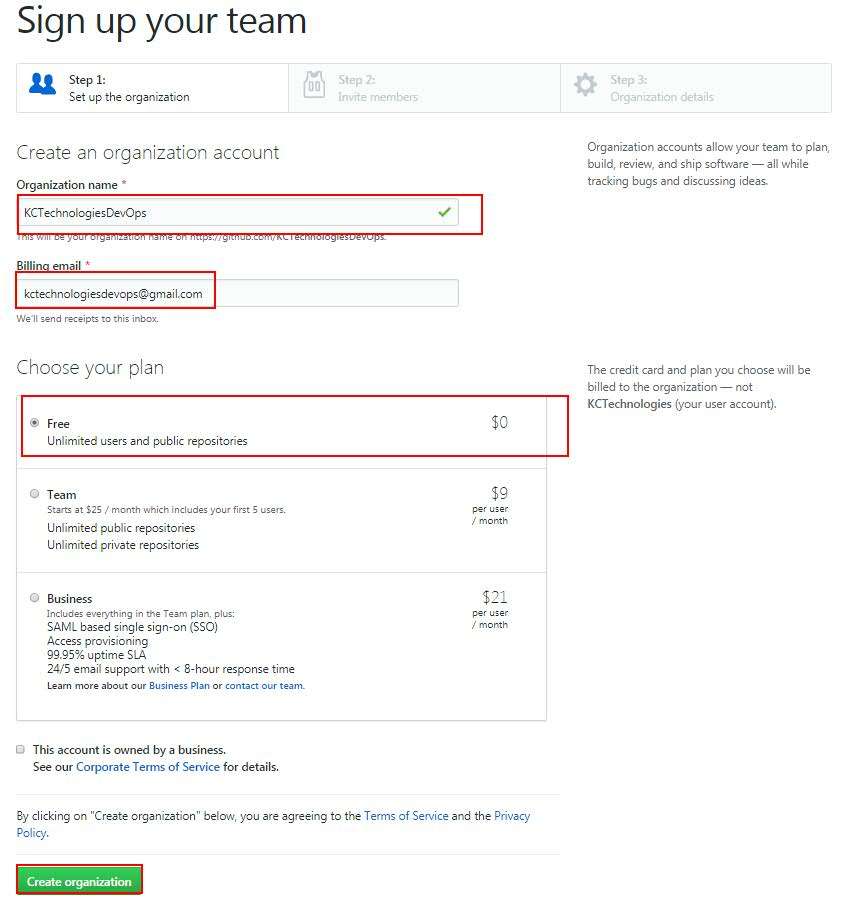 Sign up your team
Step 1:
Set up the organization
Step 2:
Invite members
Step 3:
Organization details
Create an organization account
Organization name *
KCTechnologiesDevOps
This will be your organization name on https://github.com/KCTechnologiesDevOps.
Billing email *
kctechnologiesdevops@gmail.com
We'll send receipts to this inbox.
Organization accounts allow your team to plan,
build, review, and ship software — all while
tracking bugs and discussing ideas.
Choose your plan
Free
$0
Unlimited users and public repositories
Team
$9
per user
/ month
Starts at $25 / month which includes your first 5 users.
Unlimited public repositories
Unlimited private repositories
Business
$21
per user
/ month
Includes everything in the Team plan, plus:
SAML based single sign-on (SSO)
Access provisioning
99.95% uptime SLA
24/5 email support with < 8-hour response time
Learn more about our Business Plan or contact our team.
The credit card and plan you choose will be
billed to the organization — not
KCTechnologies (your user account).
This account is owned by a business.
See our Corporate Terms of Service for details.
By clicking on "Create organization" below, you are agreeing to the Terms of Service and the Privacy
Policy.
Create organization